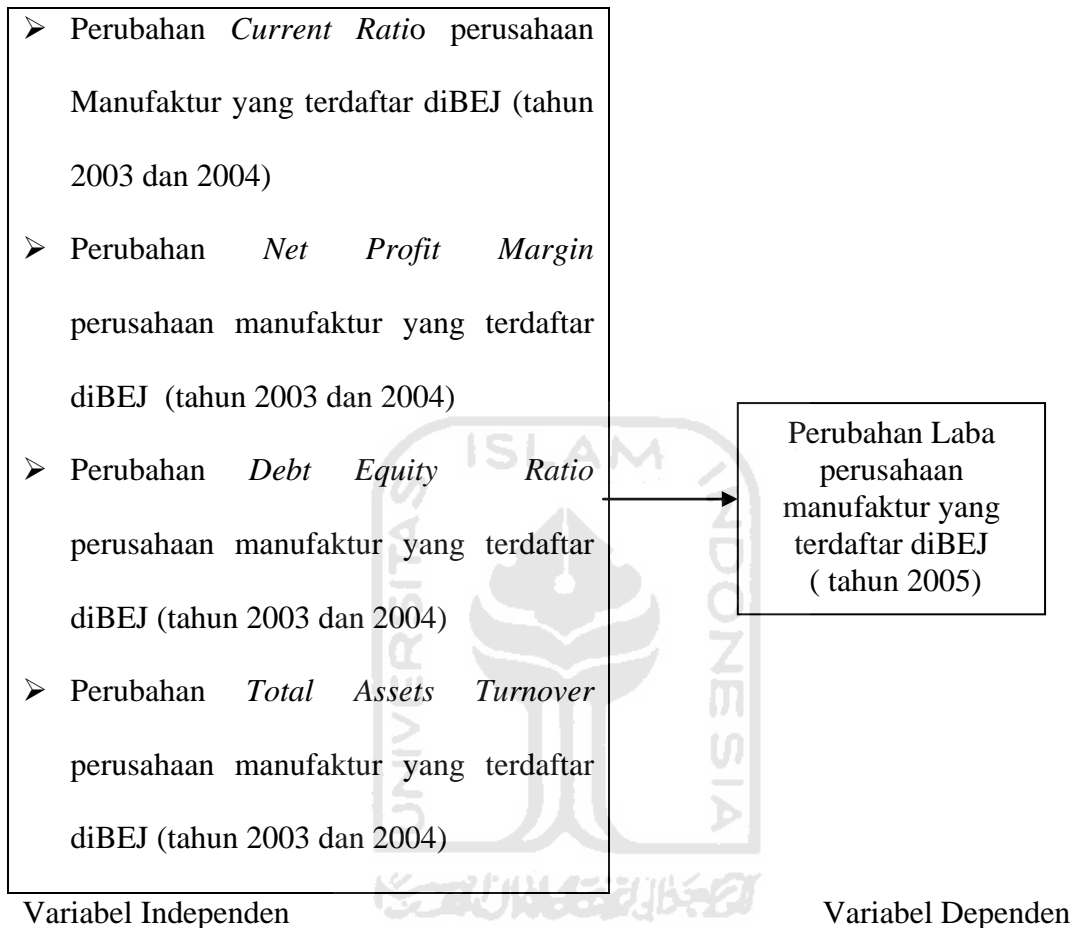 ➢ Perubahan Current Ratio perusahaan
Manufaktur yang terdaftar diBEJ (tahun
2003 dan 2004)
➢ Perubahan Net Profit Margin
perusahaan manufaktur yang terdaftar
diBEJ (tahun 2003 dan 2004)
➢ Perubahan Debt Equity Ratio
perusahaan manufaktur yang terdaftar
diBEJ (tahun 2003 dan 2004)
➢ Perubahan Total Assets Turnover
perusahaan manufaktur yang terdaftar
diBEJ (tahun 2003 dan 2004)
Perubahan Laba
perusahaan
manufaktur yang
terdaftar diBEJ
( tahun 2005)
Variabel Independen
Variabel Dependen
UNIVERSITAS
ISLAM
INDONESIA